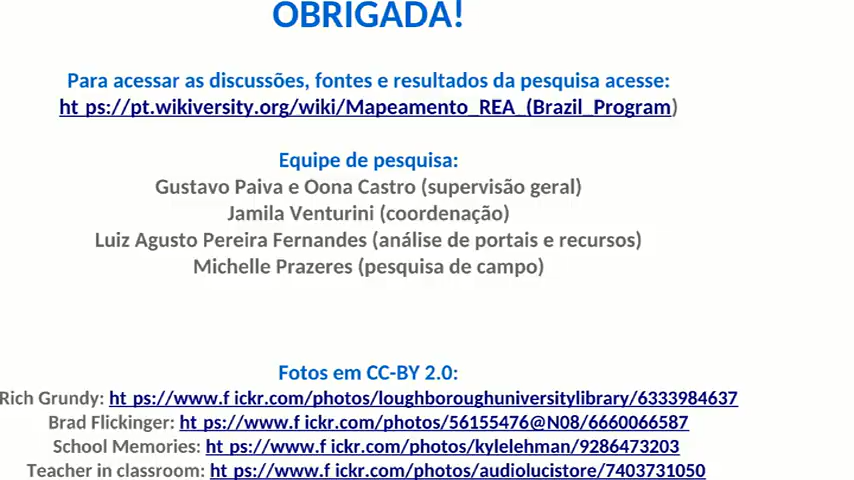 OBRIGADA!
Para acessar as discussões, fontes e resultados da pesquisa acesse:
ht ps://pt.wikiversity.org/wiki/Mapeamento_REA_(Brazil_Program)
Equipe de pesquisa:
Gustavo Paiva e Oona Castro (supervisão geral)
Jamila Venturini (coordenação)
Luiz Agusto Pereira Fernandes (análise de portais e recursos)
Michelle Prazeres (pesquisa de campo)
Fotos em CC-BY 2.0:
Rich Grundy: ht ps://www.f ickr.com/photos/loughboroughuniversitylibrary/6333984637
Brad Flickinger: ht ps://www.f ickr.com/photos/56155476@N08/6660066587
School Memories: ht ps://www.f ickr.com/photos/kylelehman/9286473203
Teacher in classroom: ht ps://www.f ickr.com/photos/audiolucistore/7403731050